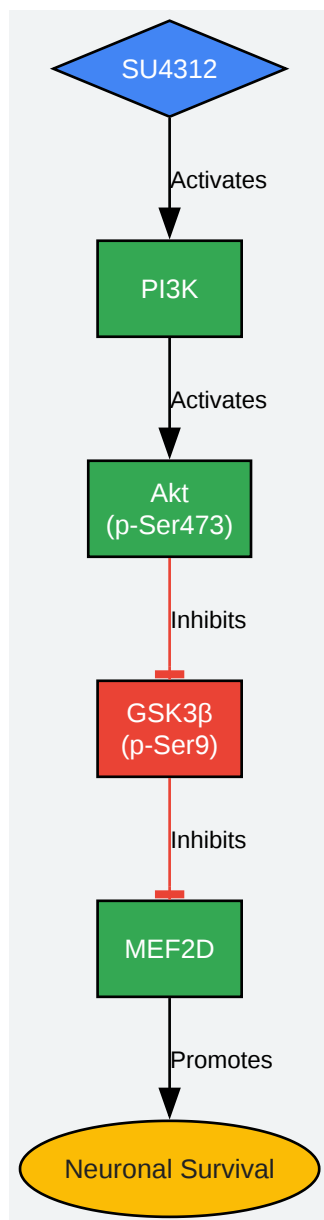 SU4312
Activates
PI3K
Activates
Akt
(p-Ser473)
Inhibits
GSK3β
(p-Ser9)
Inhibits
MEF2D
Promotes
Neuronal Survival